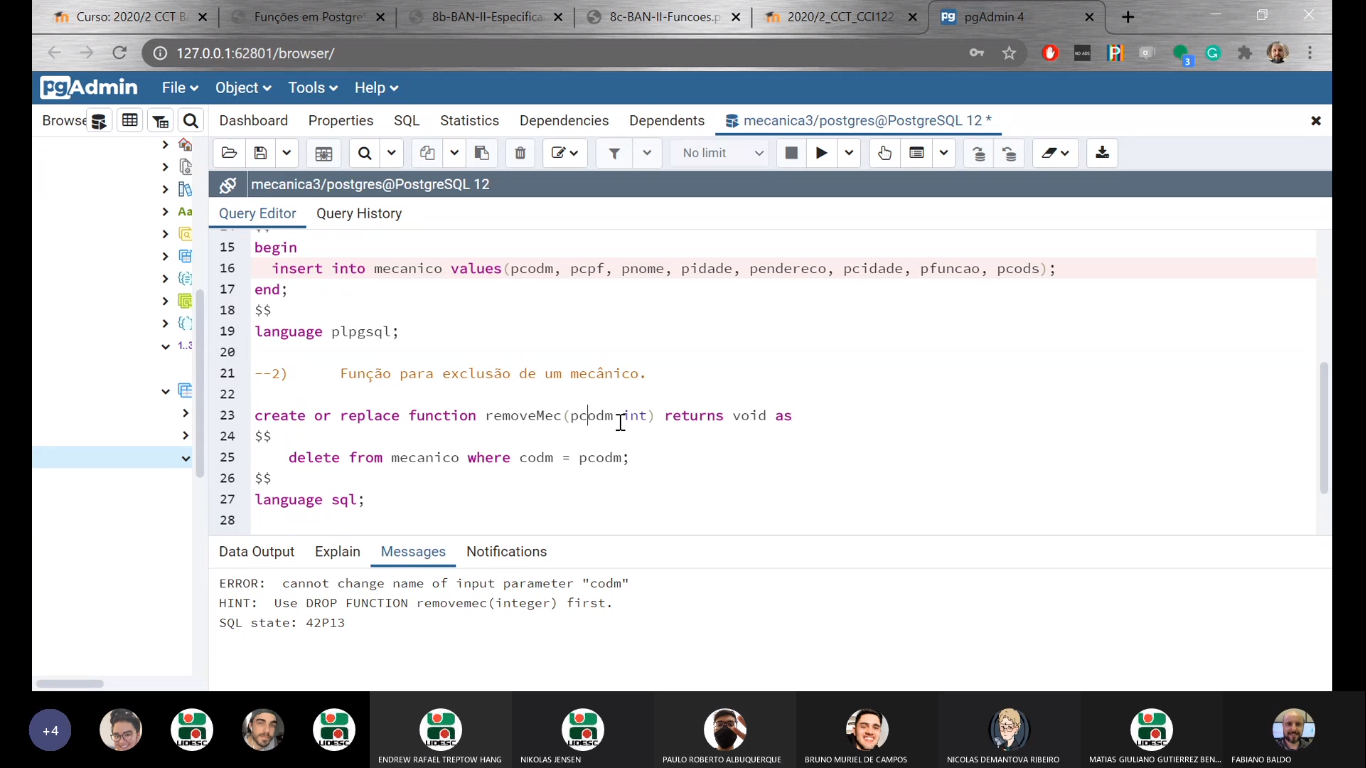 Curso: 2020/2 CCT B
Funções em Postgre
8b-BAN-II-Especifica
8c-BAN-II-Funcoes.p
2020/2_CCT_CCI122
pgAdmin 4
127.0.0.1:62801/browser/
pgAdmin
File
Object
Tools
Help
Browse
Dashboard
Properties
SQL
Statistics
Dependencies
Dependents
mecanica3/postgres@PostgreSQL 12 *
No limit
mecanica3/postgres@PostgreSQL 12
Query Editor
Query History
15 begin
16 insert into mecanico values(pcodm, pcpf, pnome, pidade, pendereco, pcidade, pfuncao, pcods);
17 end;
18 $$
19 language plpgsql;
20
21 --2) Função para exclusão de um mecânico.
22
23 create or replace function removeMec(pcodm int) returns void as
24 $$
25 delete from mecanico where codm = pcodm;
26 $$
27 language sql;
28
Data Output
Explain
Messages
Notifications
ERROR: cannot change name of input parameter "codm"
HINT: Use DROP FUNCTION removemec(integer) first.
SQL state: 42P13
+4
UDESC
UDESC
UDESC
UDESC
UDESC
ENDREW RAFAEL TREPTOW HANG
NIKOLAS JENSEN
PAULO ROBERTO ALBUQUERQUE
BRUNO MURIEL DE CAMPOS
NICOLAS DEMANTOVA RIBEIRO
MATIAS GIULIANO GUTIERREZ BEN...
FABIANO BALDO